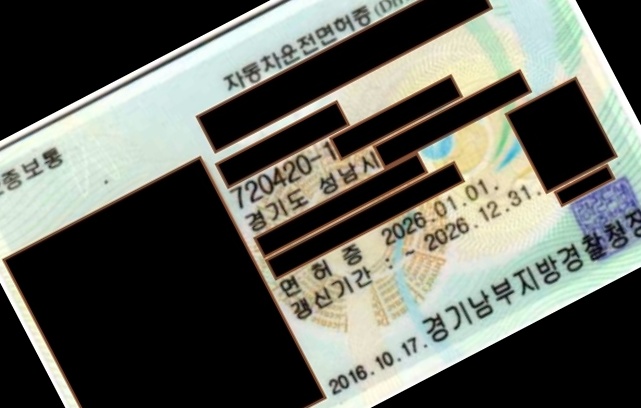 자동차운전면허증
종보통
720420-1
경기도 성남시
면 허 증 2026.01.01.
갱신기간 : ~ 2026.12.31.
2016.10.17. 경기남부지방경찰청장